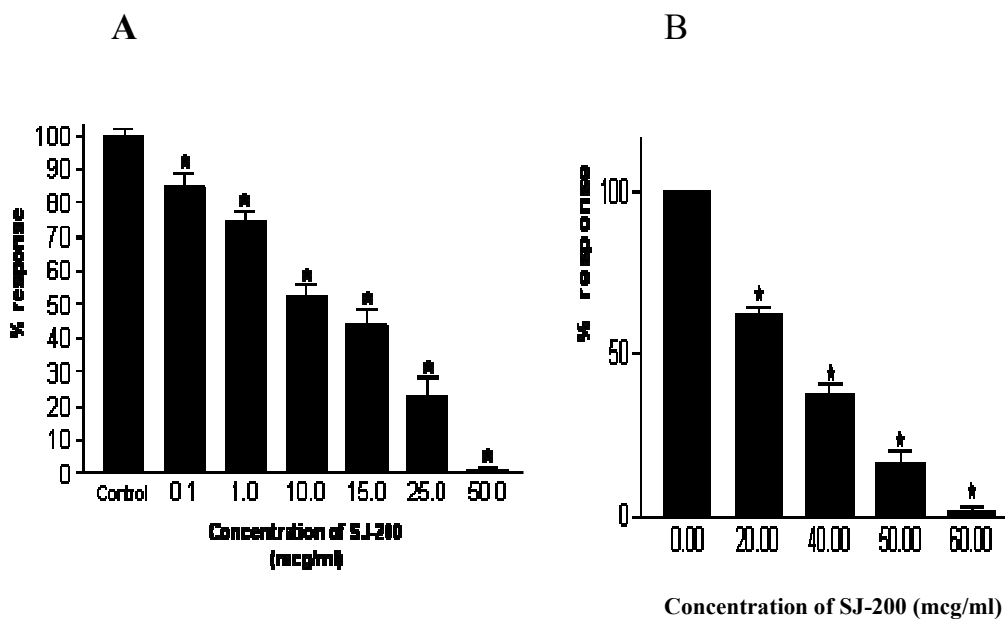 A
B
% response
100
90
80
70
60
50
40
30
20
10
0
* * * * * *
Control 0.1 1.0 10.0 15.0 25.0 50.0
Concentration of SJ-200
(mcg/ml)
% response
100
50
0
* * * *
0.00 20.00 40.00 50.00 60.00
Concentration of SJ-200 (mcg/ml)